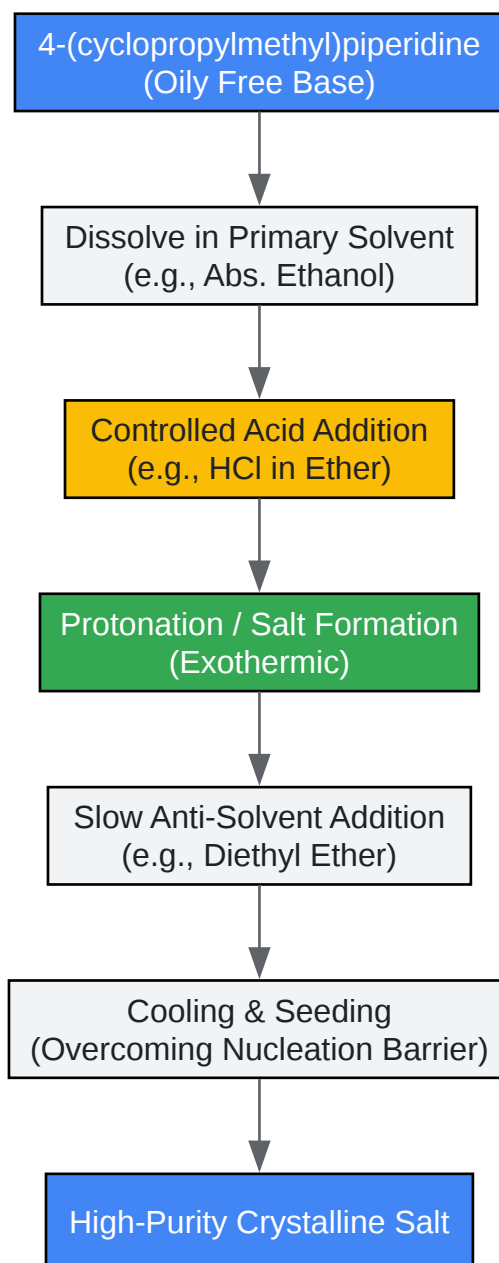 4-(cyclopropylmethyl)piperidine
(Oily Free Base)
Dissolve in Primary Solvent
(e.g., Abs. Ethanol)
Controlled Acid Addition
(e.g., HCl in Ether)
Protonation / Salt Formation
(Exothermic)
Slow Anti-Solvent Addition
(e.g., Diethyl Ether)
Cooling & Seeding
(Overcoming Nucleation Barrier)
High-Purity Crystalline Salt